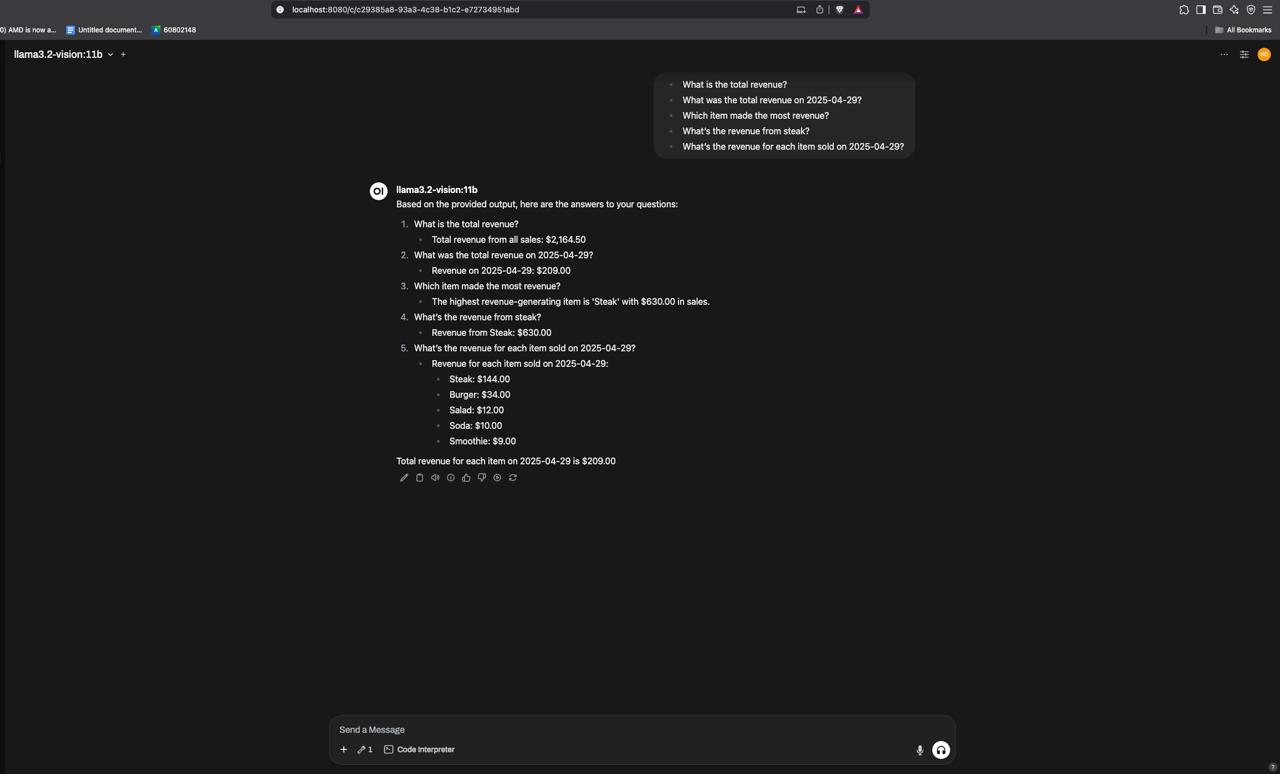 localhost:8080/c/c29385a8-93a3-4c38-b1c2-e72734951abd
0) AMD is now a... Untitled document... 60802148 All Bookmarks
llama3.2-vision:11b
What is the total revenue?
What was the total revenue on 2025-04-29?
Which item made the most revenue?
What's the revenue from steak?
What's the revenue for each item sold on 2025-04-29?
OI llama3.2-vision:11b
Based on the provided output, here are the answers to your questions:
1. What is the total revenue?
Total revenue from all sales: $2,164.50
2. What was the total revenue on 2025-04-29?
Revenue on 2025-04-29: $209.00
3. Which item made the most revenue?
The highest revenue-generating item is 'Steak' with $630.00 in sales.
4. What's the revenue from steak?
Revenue from Steak: $630.00
5. What's the revenue for each item sold on 2025-04-29?
Revenue for each item sold on 2025-04-29:
Steak: $144.00
Burger: $34.00
Salad: $12.00
Soda: $10.00
Smoothie: $9.00
Total revenue for each item on 2025-04-29 is $209.00
Send a Message
1 Code Interpreter
?